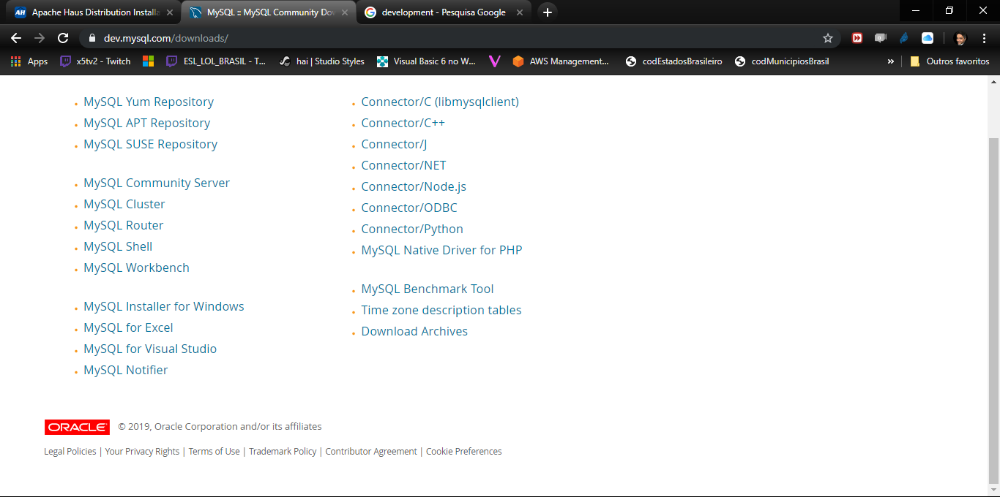 Apache Haus Distribution Installa
MySQL :: MySQL Community Dow
development - Pesquisa Google
dev.mysql.com/downloads/
Apps
x5tv2 - Twitch
ESL_LOL_BRASIL - T...
hai | Studio Styles
Visual Basic 6 no W...
AWS Management...
codEstadosBrasileiro
codMunicipiosBrasil
»
Outros favoritos
MySQL Yum Repository
MySQL APT Repository
MySQL SUSE Repository
MySQL Community Server
MySQL Cluster
MySQL Router
MySQL Shell
MySQL Workbench
MySQL Installer for Windows
MySQL for Excel
MySQL for Visual Studio
MySQL Notifier
Connector/C (libmysqlclient)
Connector/C++
Connector/J
Connector/NET
Connector/Node.js
Connector/ODBC
Connector/Python
MySQL Native Driver for PHP
MySQL Benchmark Tool
Time zone description tables
Download Archives
ORACLE © 2019, Oracle Corporation and/or its affiliates
Legal Policies | Your Privacy Rights | Terms of Use | Trademark Policy | Contributor Agreement | Cookie Preferences